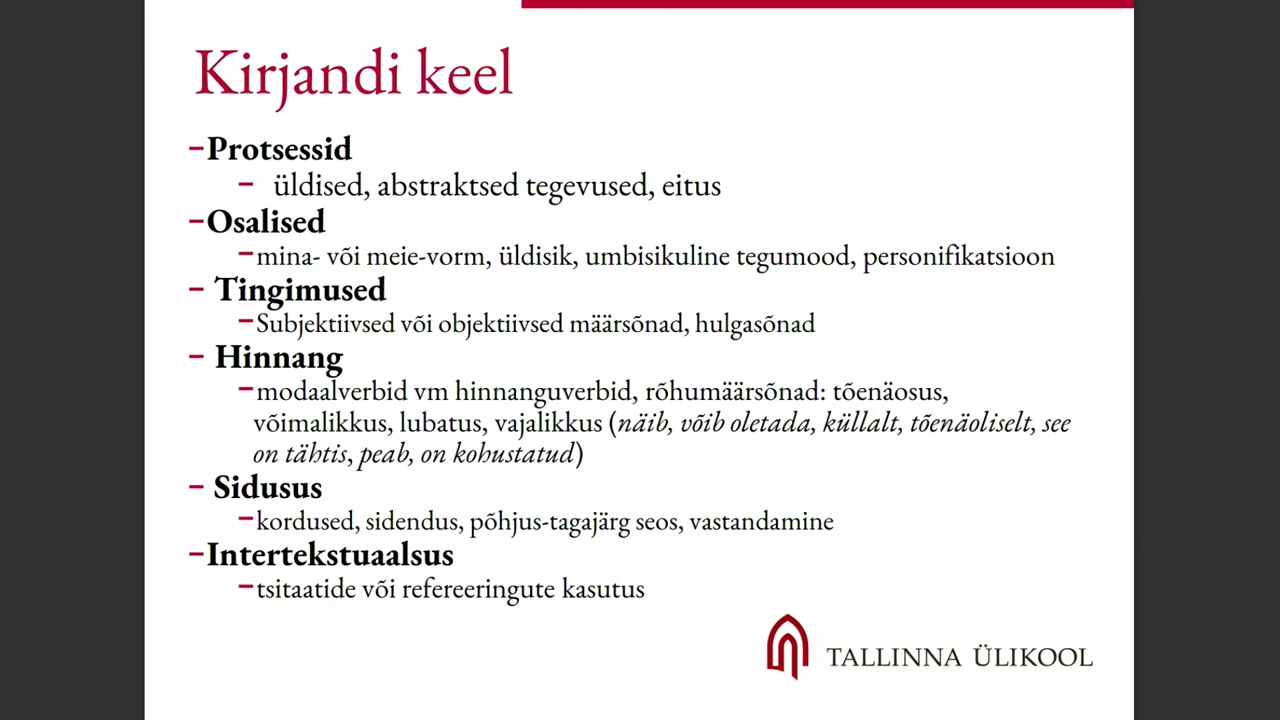 Kirjandi keel
–Protsessid
– üldised, abstraktsed tegevused, eitus
–Osalised
–mina- või meie-vorm, üldisik, umbisikuline tegumood, personifikatsioon
– Tingimused
–Subjektiivsed või objektiivsed määrsõnad, hulgasõnad
– Hinnang
–modaalverbid vm hinnanguverbid, rõhumäärsõnad: tõenäosus,
võimalikkus, lubatus, vajalikkus (näib, võib oletada, küllalt, tõenäoliselt, see
on tähtis, peab, on kohustatud)
– Sidusus
–kordused, sidendus, põhjus-tagajärg seos, vastandamine
–Intertekstuaalsus
–tsitaatide või refereeringute kasutus
TALLINNA ÜLIKOOL